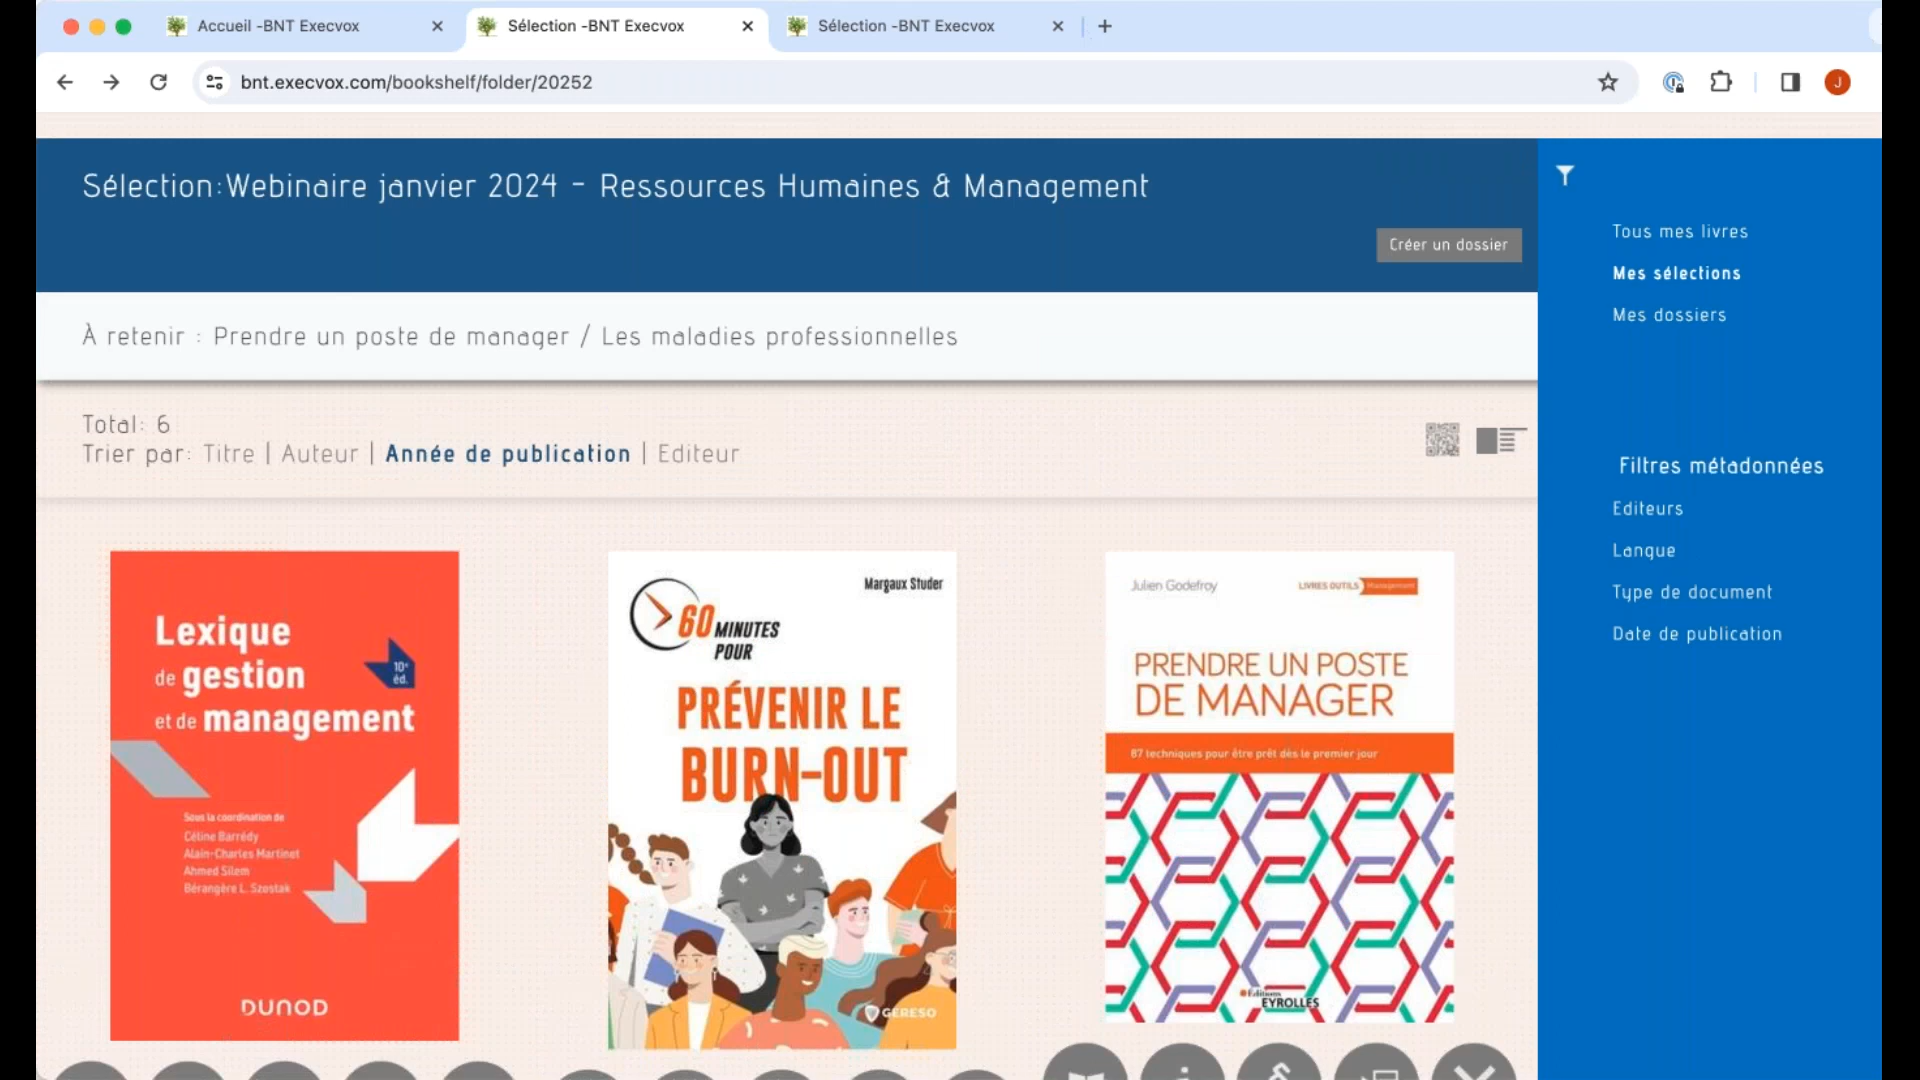 Accueil -BNT Execvox
Sélection -BNT Execvox
Sélection -BNT Execvox
bnt.execvox.com/bookshelf/folder/20252
J
Sélection:Webinaire janvier 2024 - Ressources Humaines & Management
Créer un dossier
À retenir : Prendre un poste de manager / Les maladies professionnelles
Total: 6
Trier par: Titre | Auteur | Année de publication | Editeur
Tous mes livres
Mes sélections
Mes dossiers
Filtres métadonnées
Editeurs
Langue
Type de document
Date de publication
Lexique
de gestion
et de management
10e
éd.
Sous la coordination de
Céline Barrédy
Alain-Charles Martinet
Ahmed Silem
Bérangère L. Szostak
DUNOD
Margaux Studer
60 MINUTES
POUR
PRÉVENIR LE
BURN-OUT
GERESO
Julien Godefroy
LIVRES OUTILS Management
PRENDRE UN POSTE
DE MANAGER
87 techniques pour être prêt dès le premier jour
Editions
EYROLLES